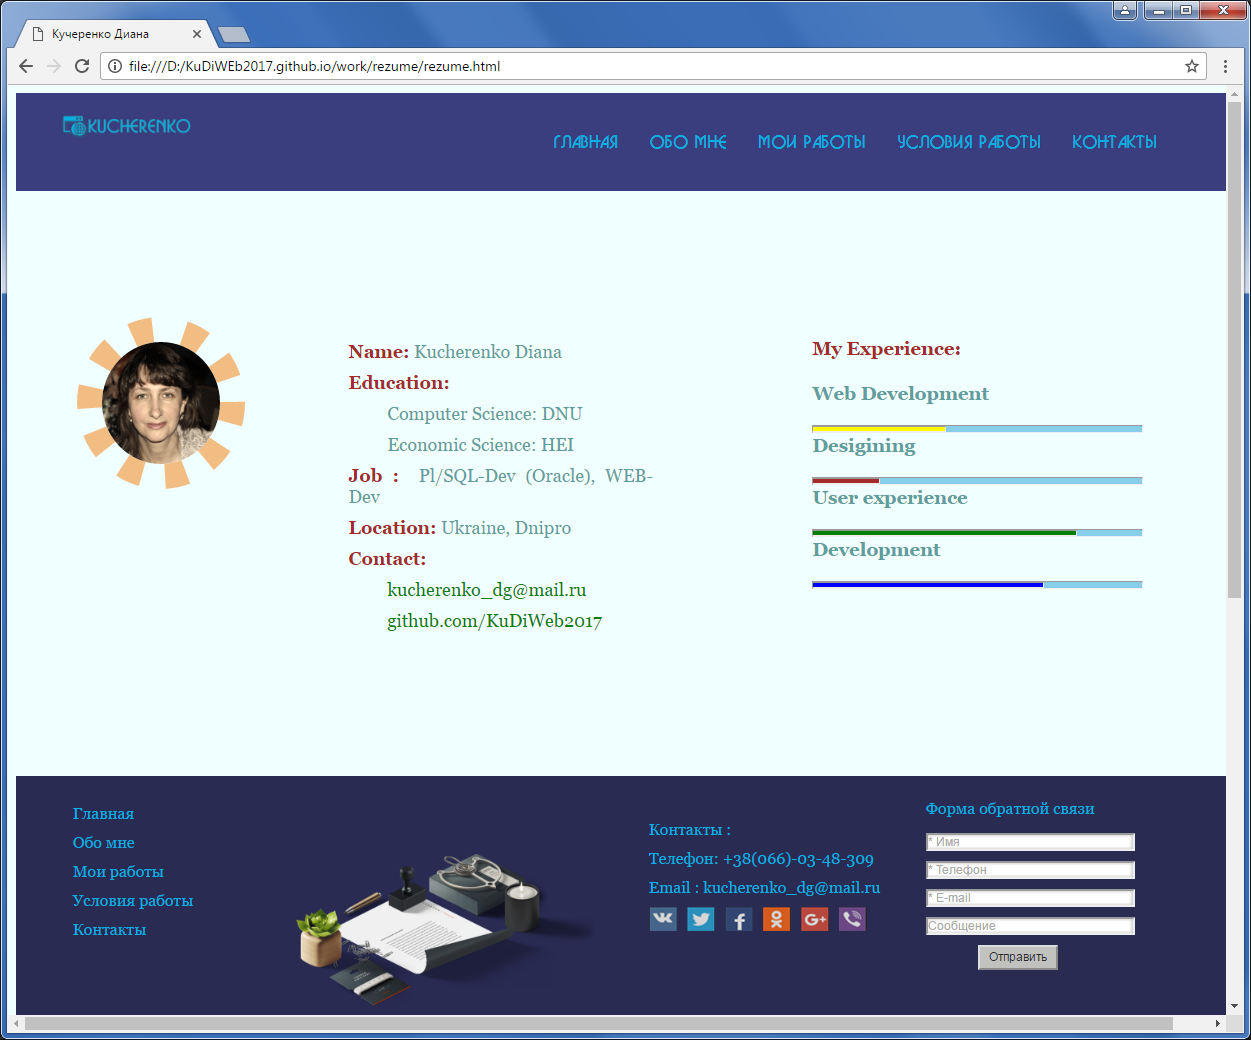 Кучеренко Диана
file:///D:/KuDiWEb2017.github.io/work/rezume/rezume.html
KUCHERENKO
ГЛАВНАЯ ОБО МНЕ МОИ РАБОТЫ УСЛОВИЯ РАБОТЫ КОНТАКТЫ
Name: Kucherenko Diana
Education:
Computer Science: DNU
Economic Science: HEI
Job : Pl/SQL-Dev (Oracle), WEB-
Dev
Location: Ukraine, Dnipro
Contact:
kucherenko_dg@mail.ru
github.com/KuDiWeb2017
My Experience:
Web Development
Desigining
User experience
Development
Главная
Обо мне
Мои работы
Условия работы
Контакты
Контакты :
Телефон: +38(066)-03-48-309
Email : kucherenko_dg@mail.ru
Форма обратной связи
* Имя
* Телефон
* E-mail
Сообщение
Отправить